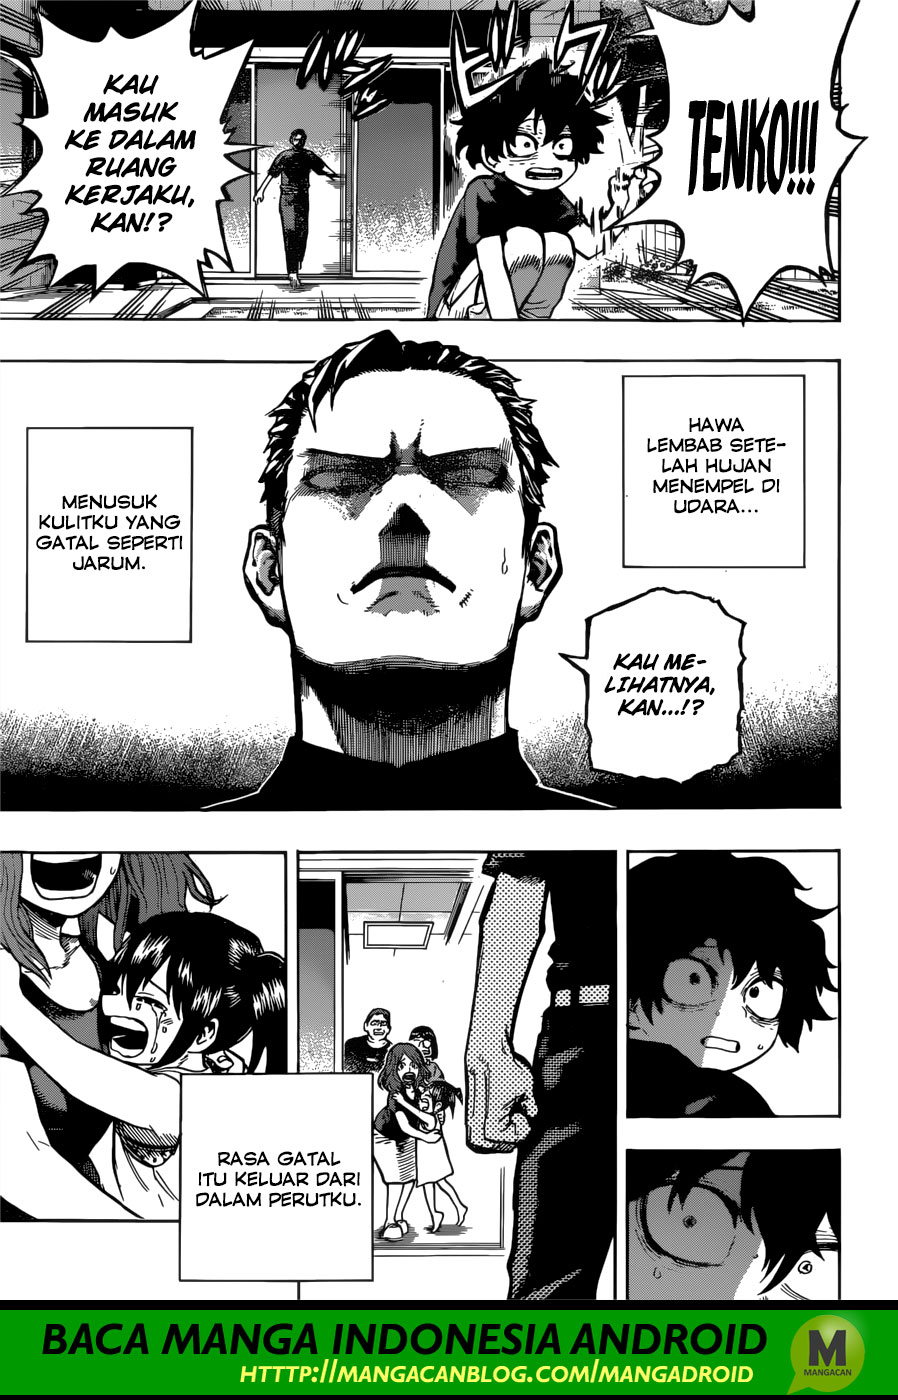 TENKO!!!
KAU
MASUK
KE DALAM
RUANG
KERJAKU,
KAN!?
HAWA
LEMBAB SETE-
LAH HUJAN
MENEMPEL DI
UDARA...
MENUSUK
KULITKU YANG
GATAL SEPERTI
JARUM.
KAU ME-
LIHATNYA,
KAN...!?
RASA GATAL
ITU KELUAR DARI
DALAM PERUTKU.
BACA MANGA INDONESIA ANDROID
HTTTP://MANGACANBLOG.COM/MANGADROID
M
MANGACAN